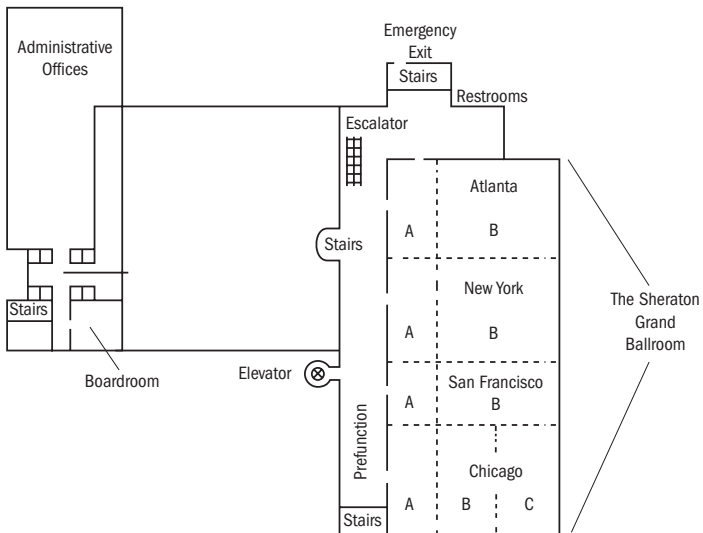 Administrative
Offices
Emergency
Exit
Stairs
Restrooms
Escalator
Atlanta
A
B
Stairs
New York
A
B
The Sheraton
Grand
Ballroom
Stairs
Boardroom
Elevator
San Francisco
A
B
Prefunction
Chicago
A
B
C
Stairs